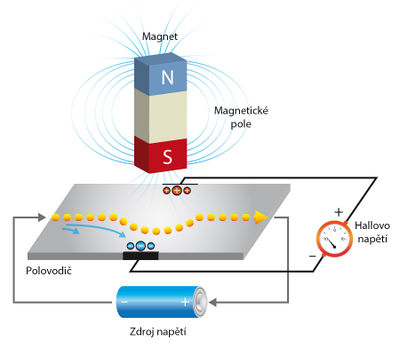 Magnet
N
Magnetické
pole
S
+ + +
+
Hallovo
napětí
− − −
−
Polovodič
− +
Zdroj napětí